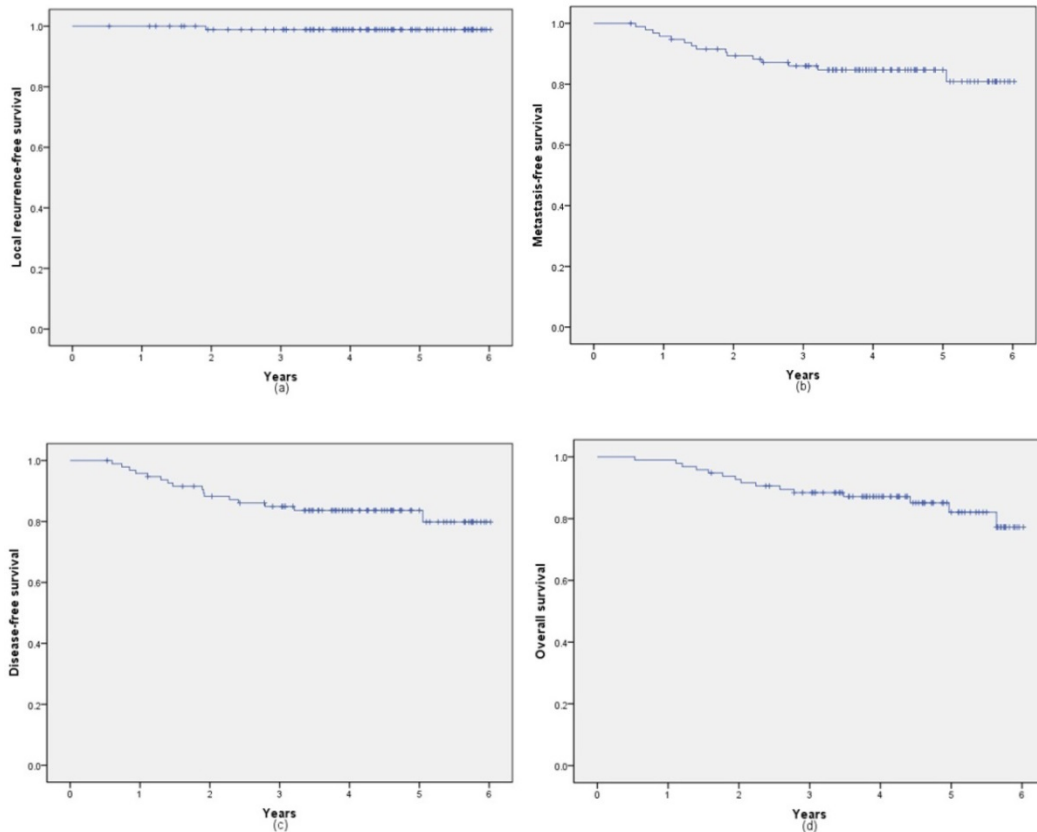 Local recurrence-free survival
1.0
0.8
0.6
0.4
0.2
0.0
0 1 2 3 4 5 6
Years
(a)
Metastasis-free survival
1.0
0.8
0.6
0.4
0.2
0.0
0 1 2 3 4 5 6
Years
(b)
Disease-free survival
1.0
0.8
0.6
0.4
0.2
0.0
0 1 2 3 4 5 6
Years
(c)
Overall survival
1.0
0.8
0.6
0.4
0.2
0.0
0 1 2 3 4 5 6
Years
(d)